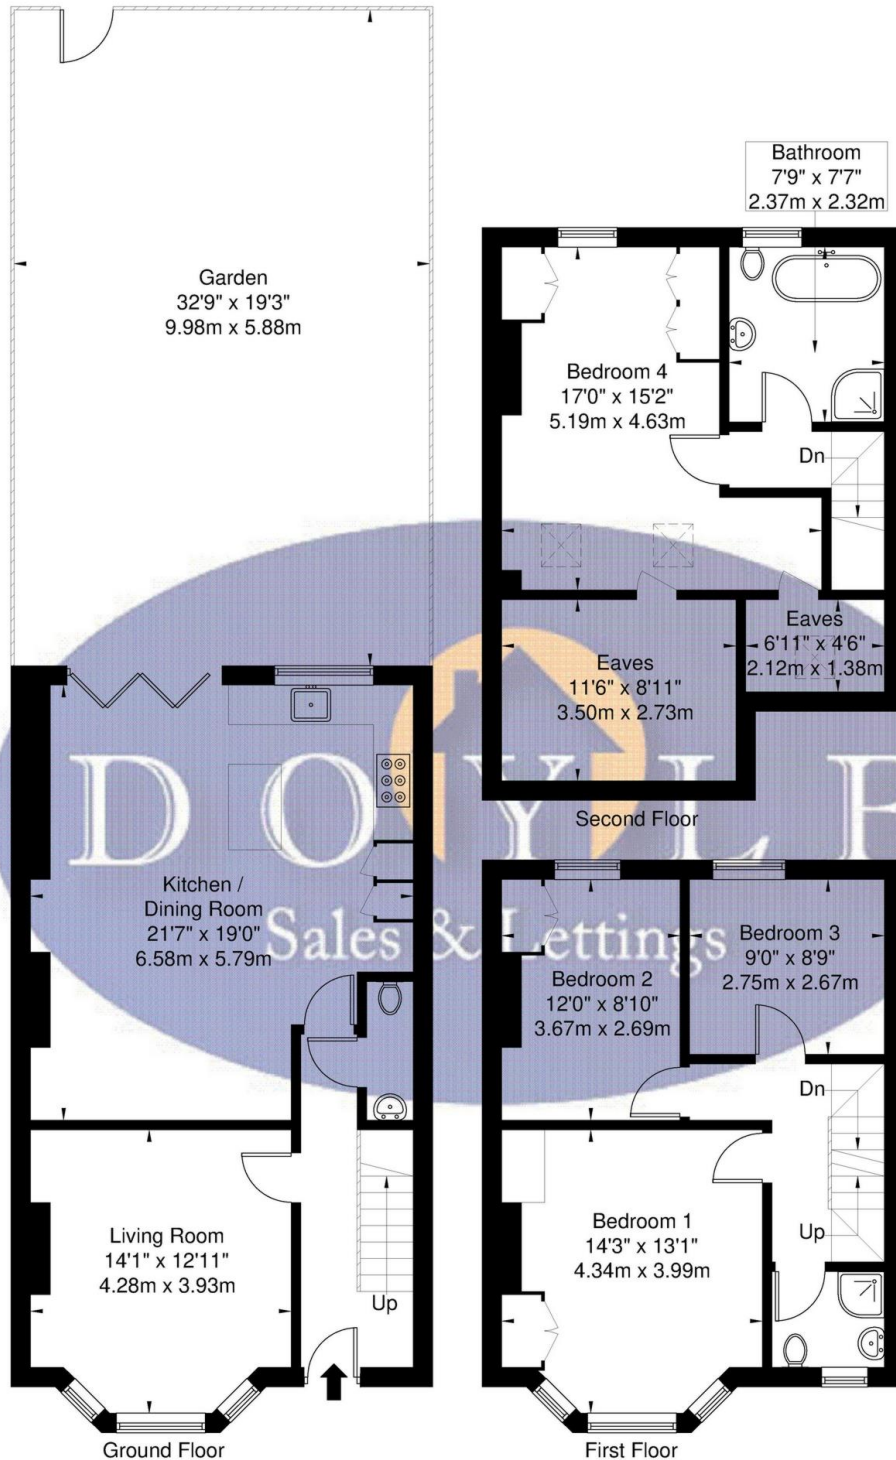 Garden
32'9" x 19'3"
9.98m x 5.88m
Bathroom
7'9" x 7'7"
2.37m x 2.32m
Bedroom 4
17'0" x 15'2"
5.19m x 4.63m
Dn
Eaves
11'6" x 8'11"
3.50m x 2.73m
Eaves
6'11" x 4'6"
2.12m x 1.38m
Second Floor
DOYLE
Sales & Lettings
Kitchen /
Dining Room
21'7" x 19'0"
6.58m x 5.79m
Living Room
14'1" x 12'11"
4.28m x 3.93m
Up
Ground Floor
Bedroom 2
12'0" x 8'10"
3.67m x 2.69m
Bedroom 3
9'0" x 8'9"
2.75m x 2.67m
Dn
Bedroom 1
14'3" x 13'1"
4.34m x 3.99m
Up
First Floor